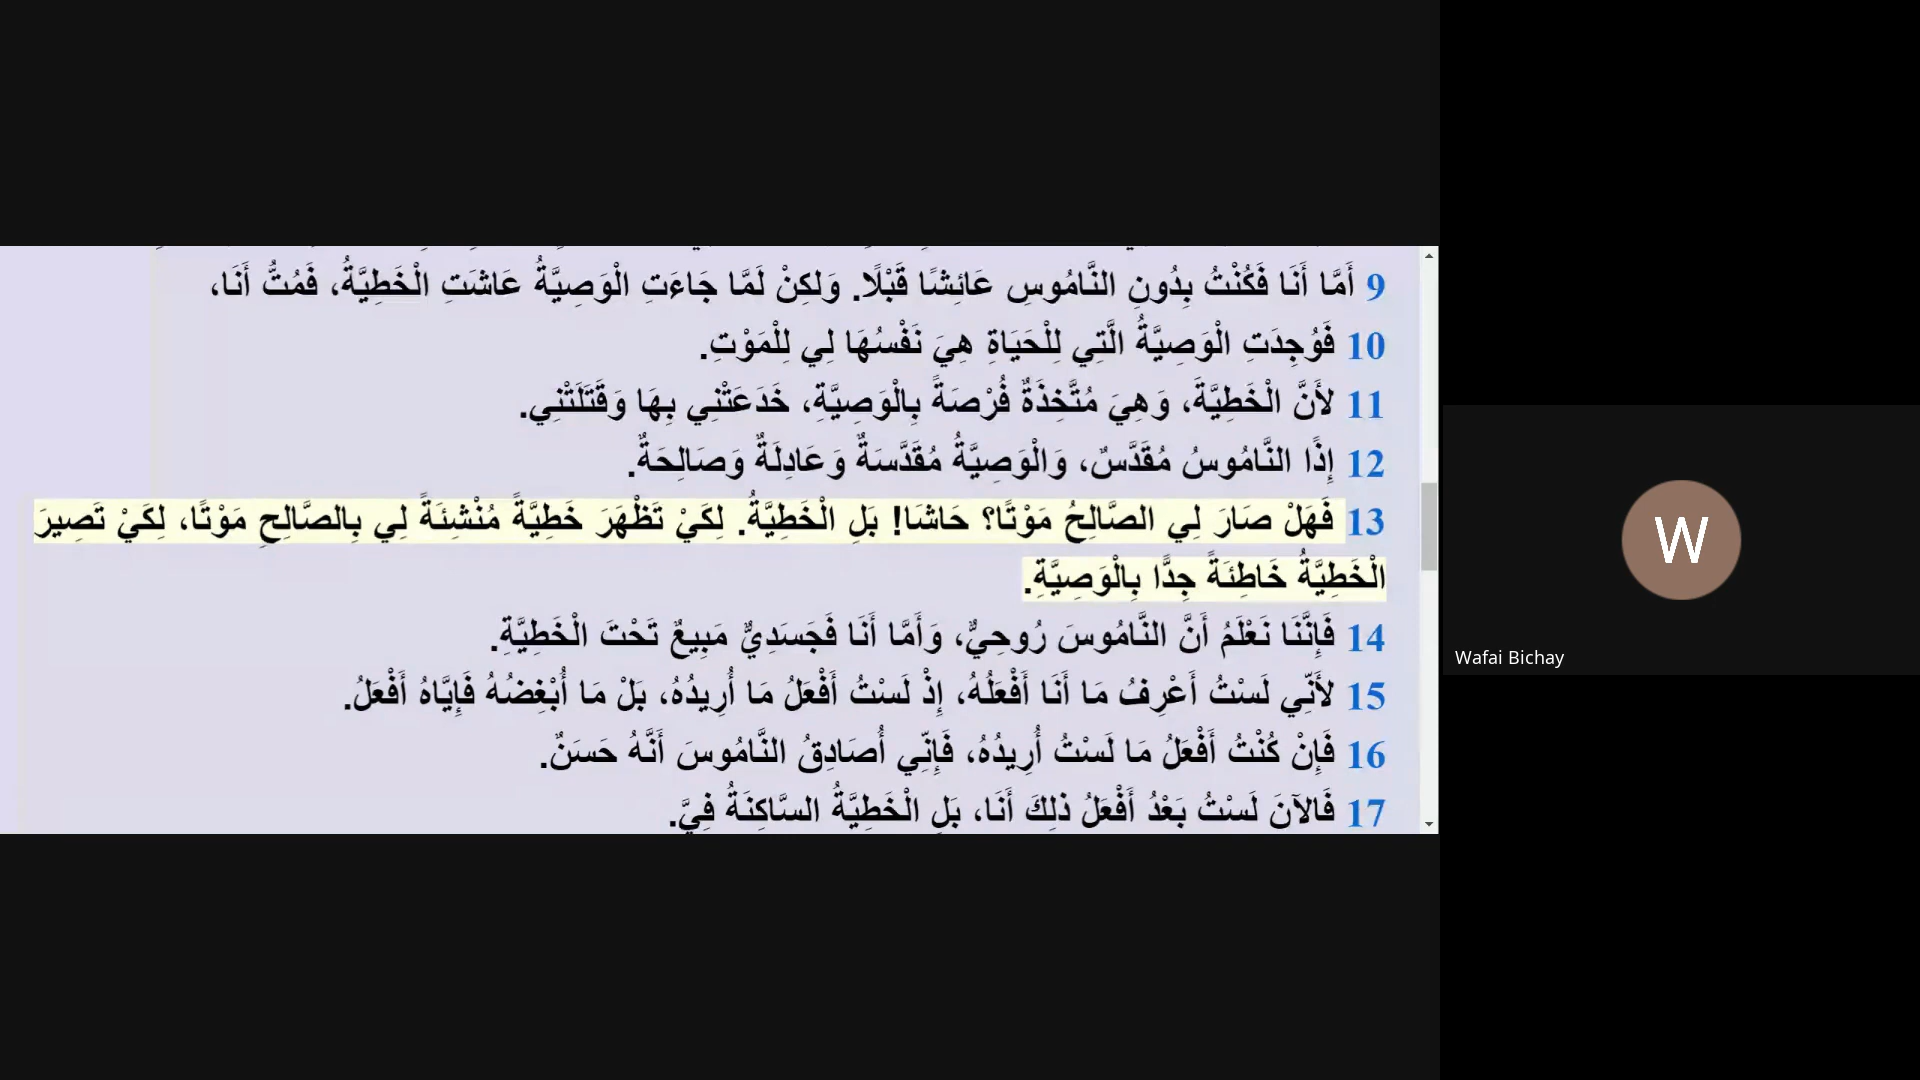 9 أَمَّا أَنَا فَكُنْتُ بِدُونِ النَّامُوسِ عَائِشًا قَبْلًا. وَلكِنْ لَمَّا جَاءَتِ الْوَصِيَّةُ عَاشَتِ الْخَطِيَّةُ، فَمُتُّ أَنَا،
10 فَوُجِدَتِ الْوَصِيَّةُ الَّتِي لِلْحَيَاةِ هِيَ نَفْسُهَا لِي لِلْمَوْتِ.
11 لأَنَّ الْخَطِيَّةَ، وَهِيَ مُتَّخِذَةٌ فُرْصَةً بِالْوَصِيَّةِ، خَدَعَتْنِي بِهَا وَقَتَلَتْنِي.
12 إِذًا النَّامُوسُ مُقَدَّسٌ، وَالْوَصِيَّةُ مُقَدَّسَةٌ وَعَادِلَةٌ وَصَالِحَةٌ.
13 فَهَلْ صَارَ لِي الصَّالِحُ مَوْتًا؟ حَاشَا! بَلِ الْخَطِيَّةُ. لِكَيْ تَظْهَرَ خَطِيَّةً مُنْشِئَةً لِي بِالصَّالِحِ مَوْتًا، لِكَيْ تَصِيرَ
الْخَطِيَّةُ خَاطِئَةً جِدًّا بِالْوَصِيَّةِ.
14 فَإِنَّنَا نَعْلَمُ أَنَّ النَّامُوسَ رُوحِيٌّ، وَأَمَّا أَنَا فَجَسَدِيٌّ مَبِيعٌ تَحْتَ الْخَطِيَّةِ.
15 لأَنِّي لَسْتُ أَعْرِفُ مَا أَنَا أَفْعَلُهُ، إِذْ لَسْتُ أَفْعَلُ مَا أُرِيدُهُ، بَلْ مَا أُبْغِضُهُ فَإِيَّاهُ أَفْعَلُ.
16 فَإِنْ كُنْتُ أَفْعَلُ مَا لَسْتُ أُرِيدُهُ، فَإِنِّي أُصَادِقُ النَّامُوسَ أَنَّهُ حَسَنٌ.
17 فَالآنَ لَسْتُ بَعْدُ أَفْعَلُ ذلِكَ أَنَا، بَلِ الْخَطِيَّةُ السَّاكِنَةُ فِيَّ.
W
Wafai Bichay